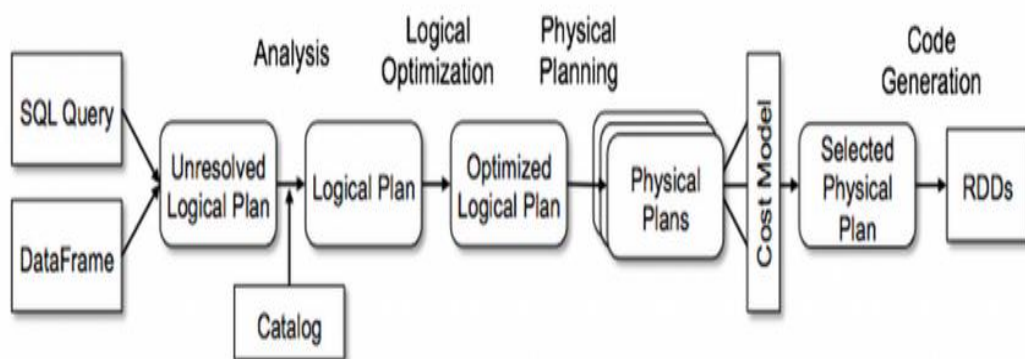 Analysis
Logical
Optimization
Physical
Planning
Code
Generation
SQL Query
DataFrame
Unresolved
Logical Plan
Catalog
Logical Plan
Optimized
Logical Plan
Physical
Plans
Cost Model
Selected
Physical
Plan
RDDs